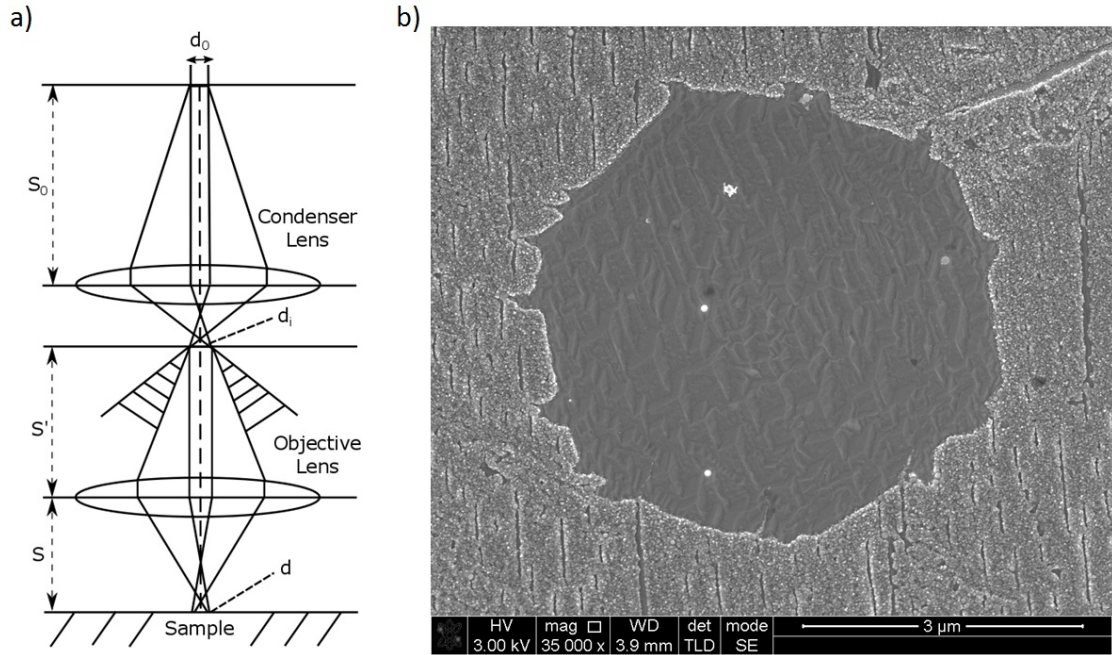 a)
d₀
S₀
Condenser
Lens
dᵢ
S'
Objective
Lens
S
d
Sample
b)
HV
3.00 kV
mag
35 000 x
WD
3.9 mm
det
TLD
mode
SE
3 µm